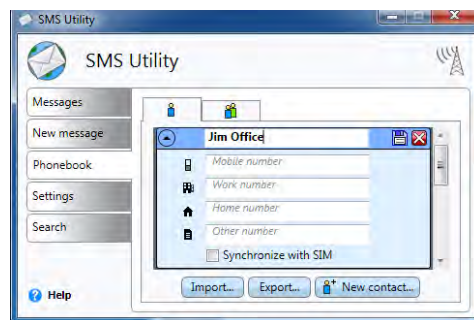 SMS Utility
SMS Utility
Messages
New message
Phonebook
Settings
Search
Help
Jim Office
Mobile number
Work number
Home number
Other number
Synchronize with SIM
Import...
Export...
New contact...